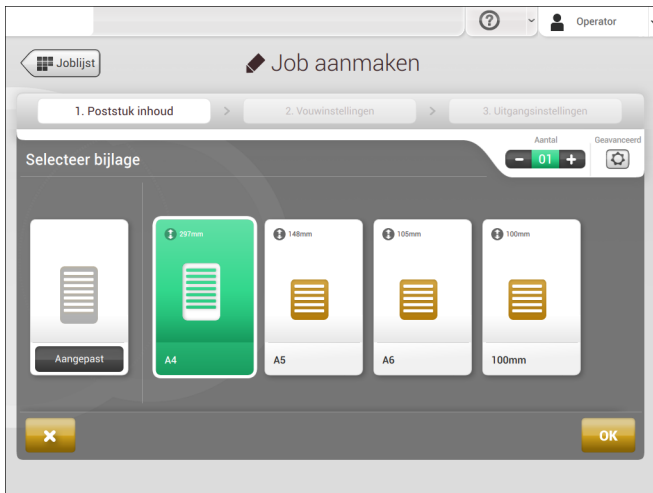 Operator
Joblijst
Job aanmaken
1. Poststuk inhoud
2. Vouwinstellingen
3. Uitgangsinstellingen
Selecteer bijlage
Aantal
01
Geavanceerd
Aangepast
297mm
A4
148mm
A5
105mm
A6
100mm
100mm
OK